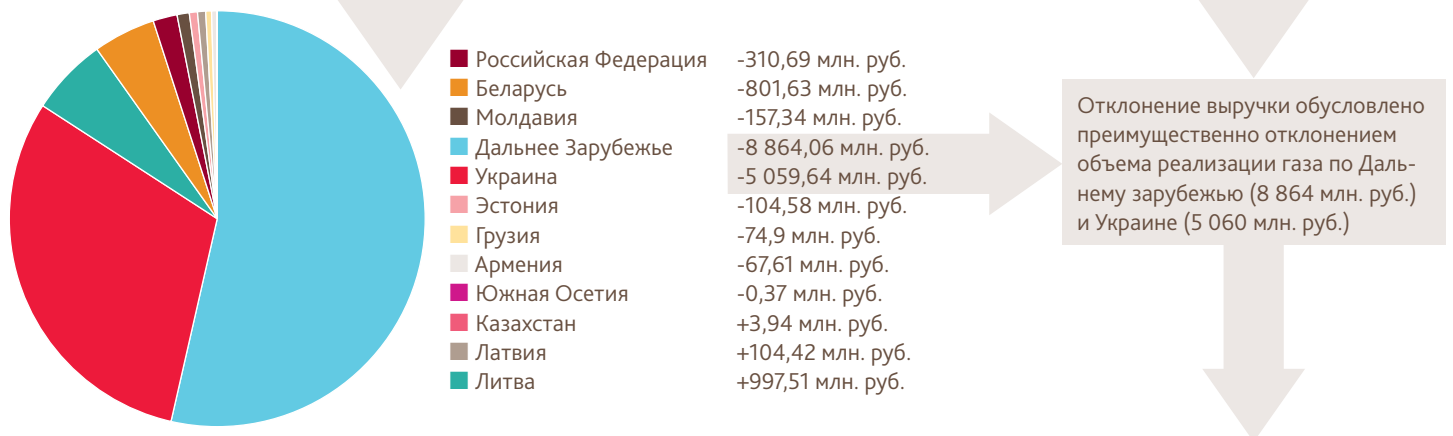 Российская Федерация -310,69 млн. руб.
Беларусь -801,63 млн. руб.
Молдавия -157,34 млн. руб.
Дальнее Зарубежье -8 864,06 млн. руб.
Украина -5 059,64 млн. руб.
Эстония -104,58 млн. руб.
Грузия -74,9 млн. руб.
Армения -67,61 млн. руб.
Южная Осетия -0,37 млн. руб.
Казахстан +3,94 млн. руб.
Латвия +104,42 млн. руб.
Литва +997,51 млн. руб.
Отклонение выручки обусловлено
преимущественно отклонением
объема реализации газа по Даль-
нему зарубежью (8 864 млн. руб.)
и Украине (5 060 млн. руб.)